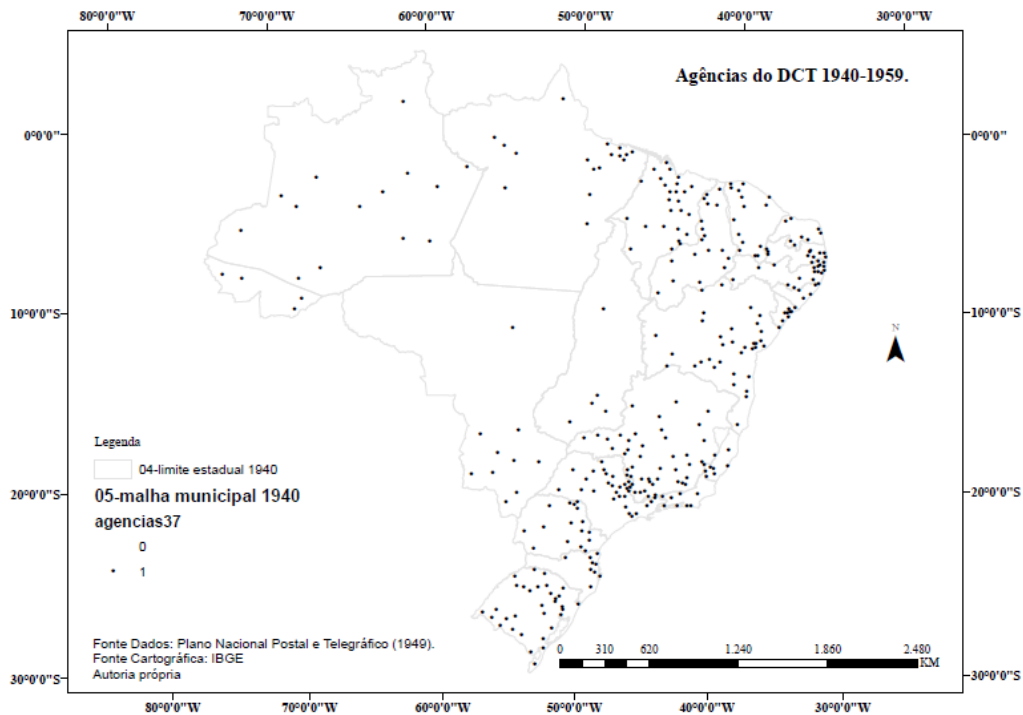 80°0'0"W 70°0'0"W 60°0'0"W 50°0'0"W 40°0'0"W 30°0'0"W
Agências do DCT 1940-1959.
0°0'0" 0°0'0"
10°0'0"S 10°0'0"S
N
Legenda
04-limite estadual 1940
05-malha municipal 1940
20°0'0"S 20°0'0"S
agencias37
0
1
Fonte Dados: Plano Nacional Postal e Telegráfico (1949).
Fonte Cartográfica: IBGE
Autoria própria
0 310 620 1.240 1.860 2.480
KM
30°0'0"S 30°0'0"S
80°0'0"W 70°0'0"W 60°0'0"W 50°0'0"W 40°0'0"W 30°0'0"W